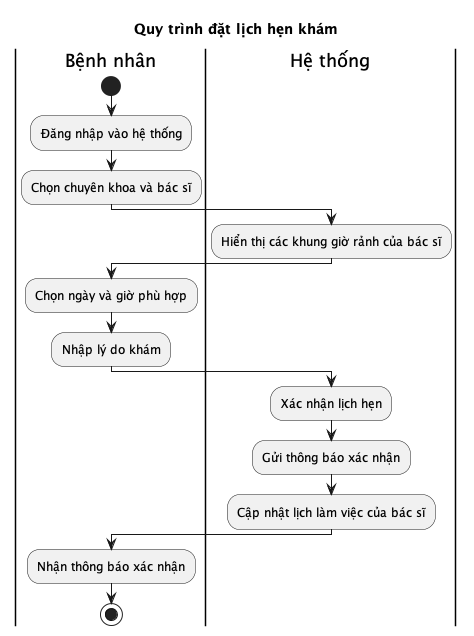 Quy trình đặt lịch hẹn khám
Bệnh nhân
Hệ thống
Đăng nhập vào hệ thống
Chọn chuyên khoa và bác sĩ
Hiển thị các khung giờ rảnh của bác sĩ
Chọn ngày và giờ phù hợp
Nhập lý do khám
Xác nhận lịch hẹn
Gửi thông báo xác nhận
Cập nhật lịch làm việc của bác sĩ
Nhận thông báo xác nhận